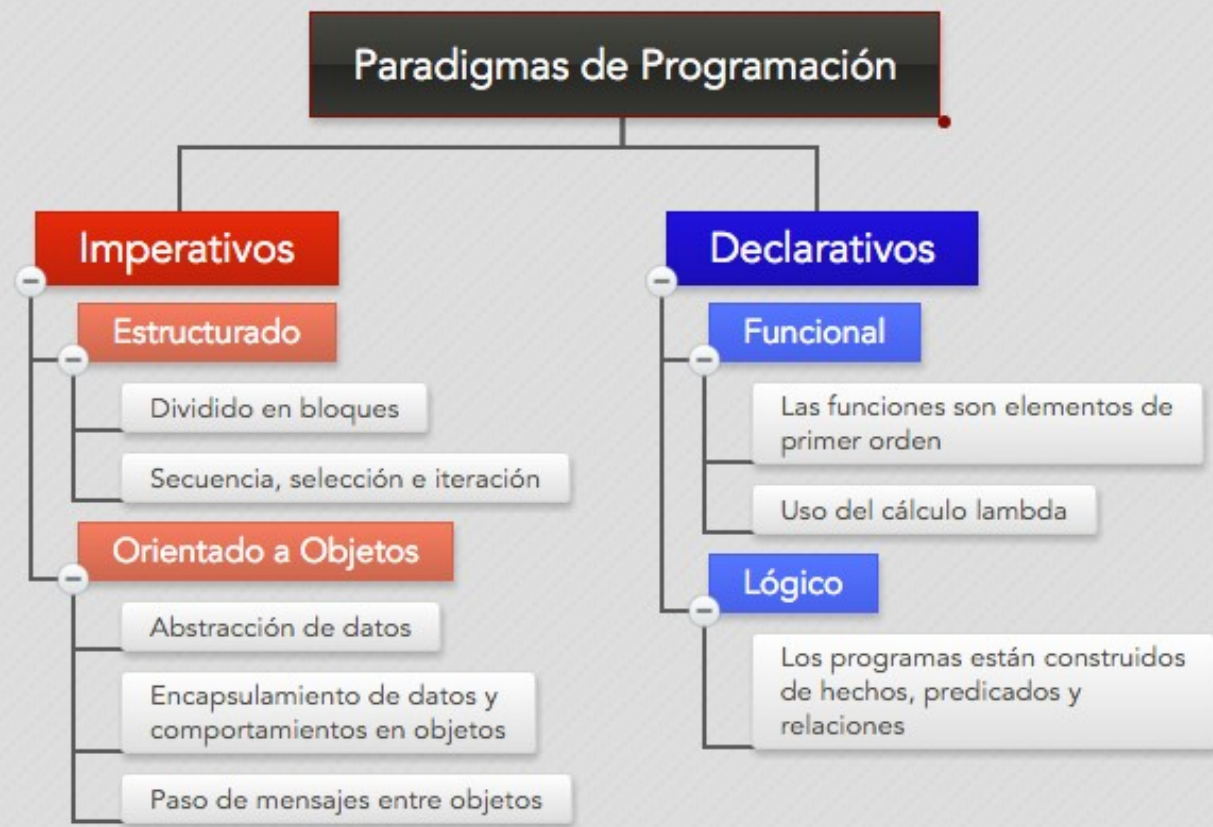 Paradigmas de Programación
Imperativos
Estructurado
Dividido en bloques
Secuencia, selección e iteración
Orientado a Objetos
Abstracción de datos
Encapsulamiento de datos y
comportamientos en objetos
Paso de mensajes entre objetos
Declarativos
Funcional
Las funciones son elementos de
primer orden
Uso del cálculo lambda
Lógico
Los programas están construidos
de hechos, predicados y
relaciones